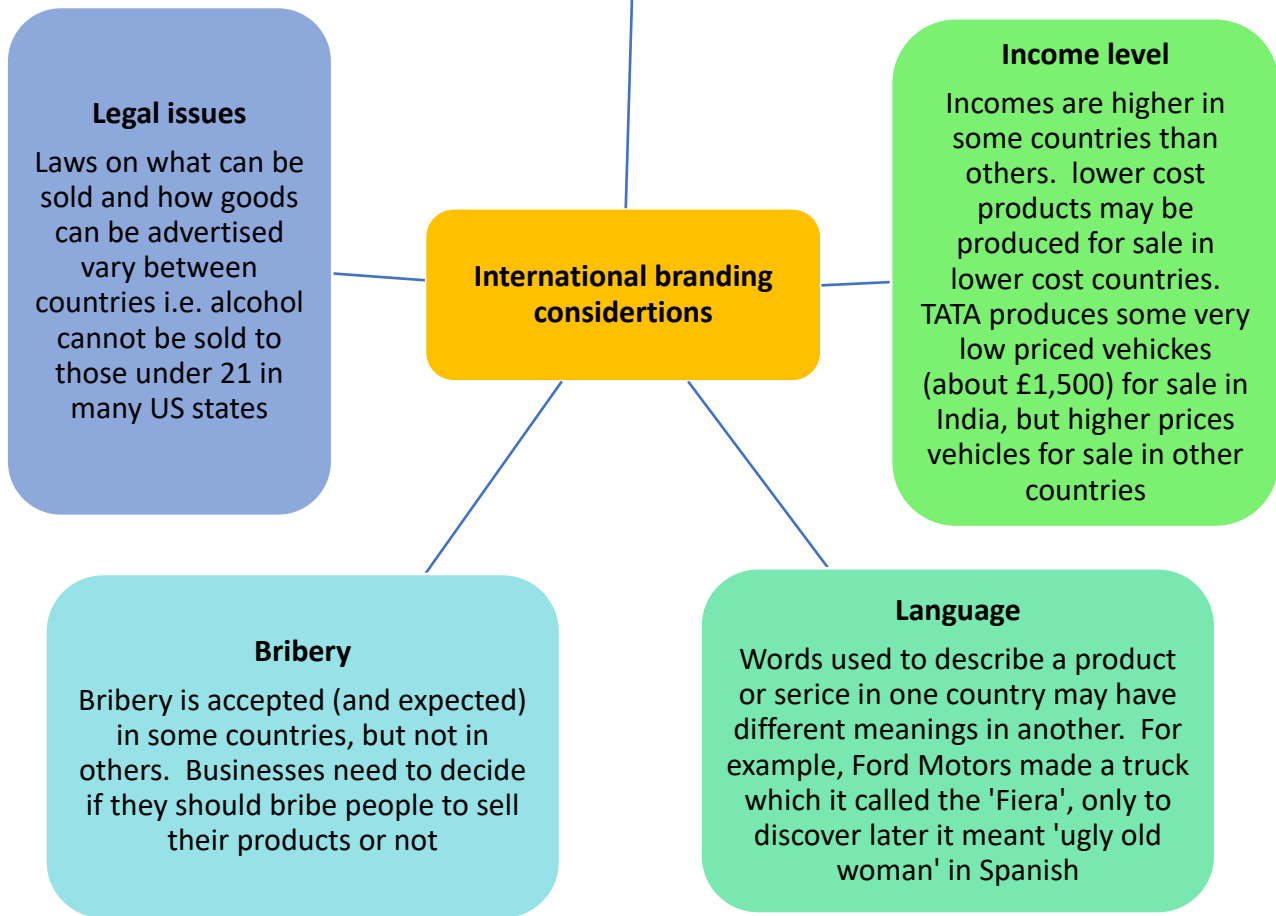 Legal issues
Laws on what can be
sold and how goods
can be advertised
vary between
countries i.e. alcohol
cannot be sold to
those under 21 in
many US states
International branding
considertions
Income level
Incomes are higher in
some countries than
others.  lower cost
products may be
produced for sale in
lower cost countries.
TATA produces some very
low priced vehickes
(about £1,500) for sale in
India, but higher prices
vehicles for sale in other
countries
Bribery
Bribery is accepted (and expected)
in some countries, but not in
others.  Businesses need to decide
if they should bribe people to sell
their products or not
Language
Words used to describe a product
or serice in one country may have
different meanings in another.  For
example, Ford Motors made a truck
which it called the 'Fiera', only to
discover later it meant 'ugly old
woman' in Spanish